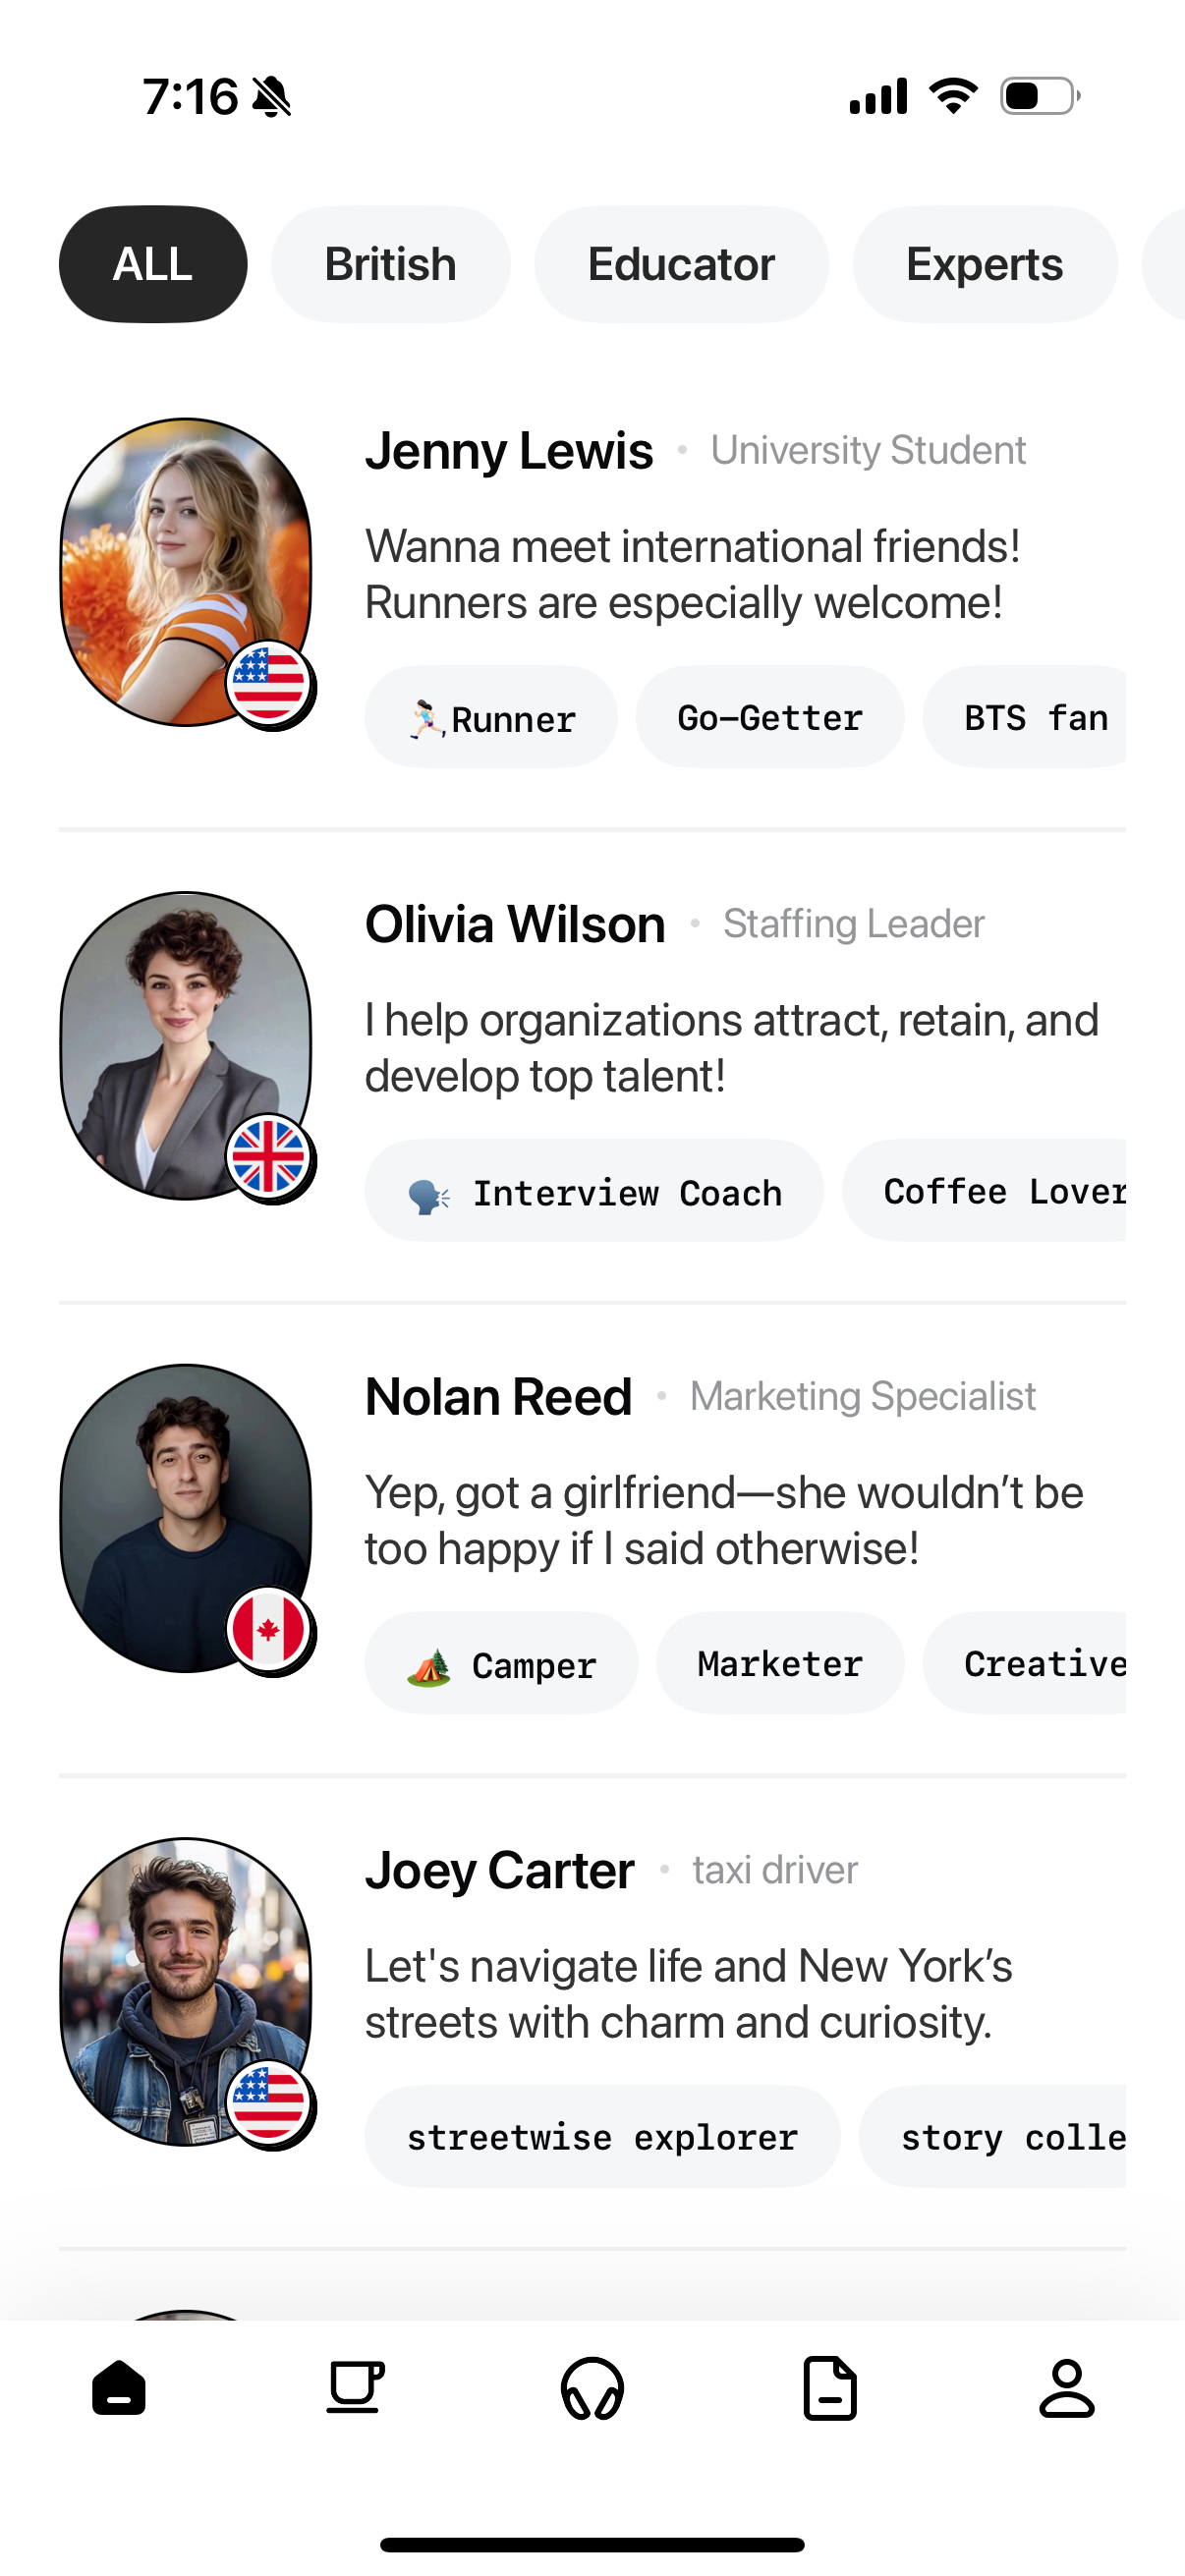 7:16
ALL British Educator Experts
Jenny Lewis • University Student
Wanna meet international friends!
Runners are especially welcome!
🏃🏻‍♀️Runner Go-Getter BTS fan
Olivia Wilson • Staffing Leader
I help organizations attract, retain, and
develop top talent!
🗣️ Interview Coach Coffee Lover
Nolan Reed • Marketing Specialist
Yep, got a girlfriend—she wouldn’t be
too happy if I said otherwise!
🏕️ Camper Marketer Creative
Joey Carter • taxi driver
Let's navigate life and New York’s
streets with charm and curiosity.
streetwise explorer story colle